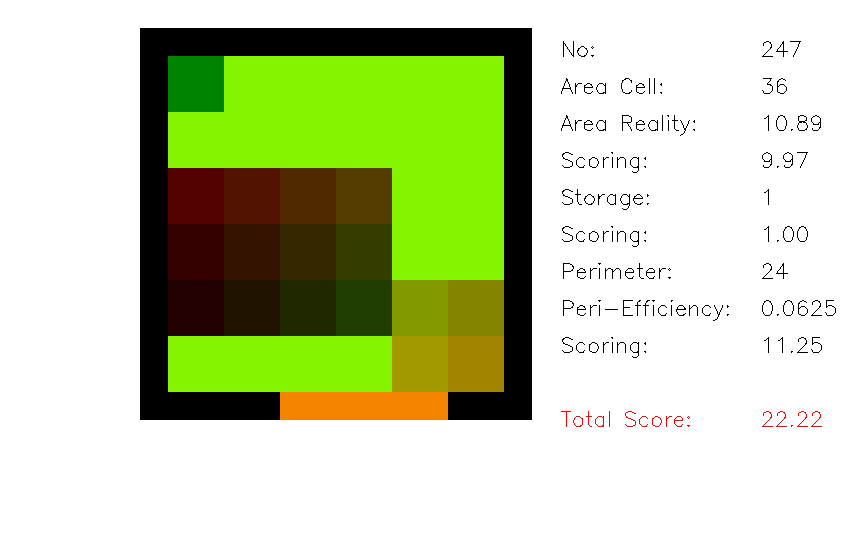 No: 247
Area Cell: 36
Area Reality: 10.89
Scoring: 9.97
Storage: 1
Scoring: 1.00
Perimeter: 24
Peri-Efficiency: 0.0625
Scoring: 11.25
Total Score: 22.22